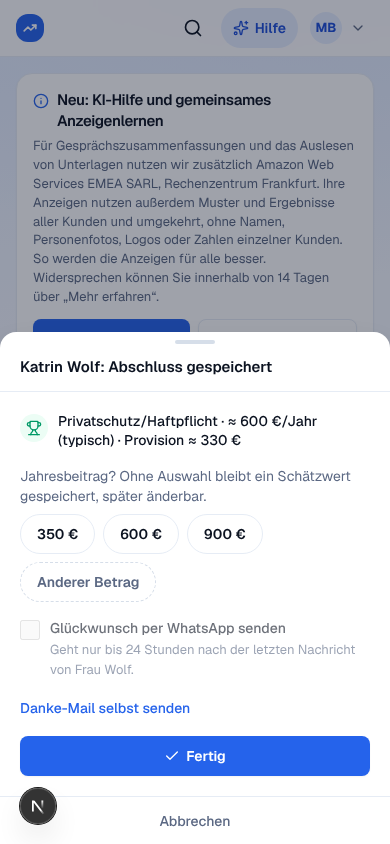 Hilfe
MB
Neu: KI-Hilfe und gemeinsames
Anzeigenlernen
Für Gesprächszusammenfassungen und das Auslesen
von Unterlagen nutzen wir zusätzlich Amazon Web
Services EMEA SARL, Rechenzentrum Frankfurt. Ihre
Anzeigen nutzen außerdem Muster und Ergebnisse
aller Kunden und umgekehrt, ohne Namen,
Personenfotos, Logos oder Zahlen einzelner Kunden.
So werden die Anzeigen für alle besser.
Widersprechen können Sie innerhalb von 14 Tagen
über „Mehr erfahren“.
Katrin Wolf: Abschluss gespeichert
Privatschutz/Haftpflicht · ≈ 600 €/Jahr
(typisch) · Provision ≈ 330 €
Jahresbeitrag? Ohne Auswahl bleibt ein Schätzwert
gespeichert, später änderbar.
350 €
600 €
900 €
Anderer Betrag
Glückwunsch per WhatsApp senden
Geht nur bis 24 Stunden nach der letzten Nachricht
von Frau Wolf.
Danke-Mail selbst senden
Fertig
N
Abbrechen